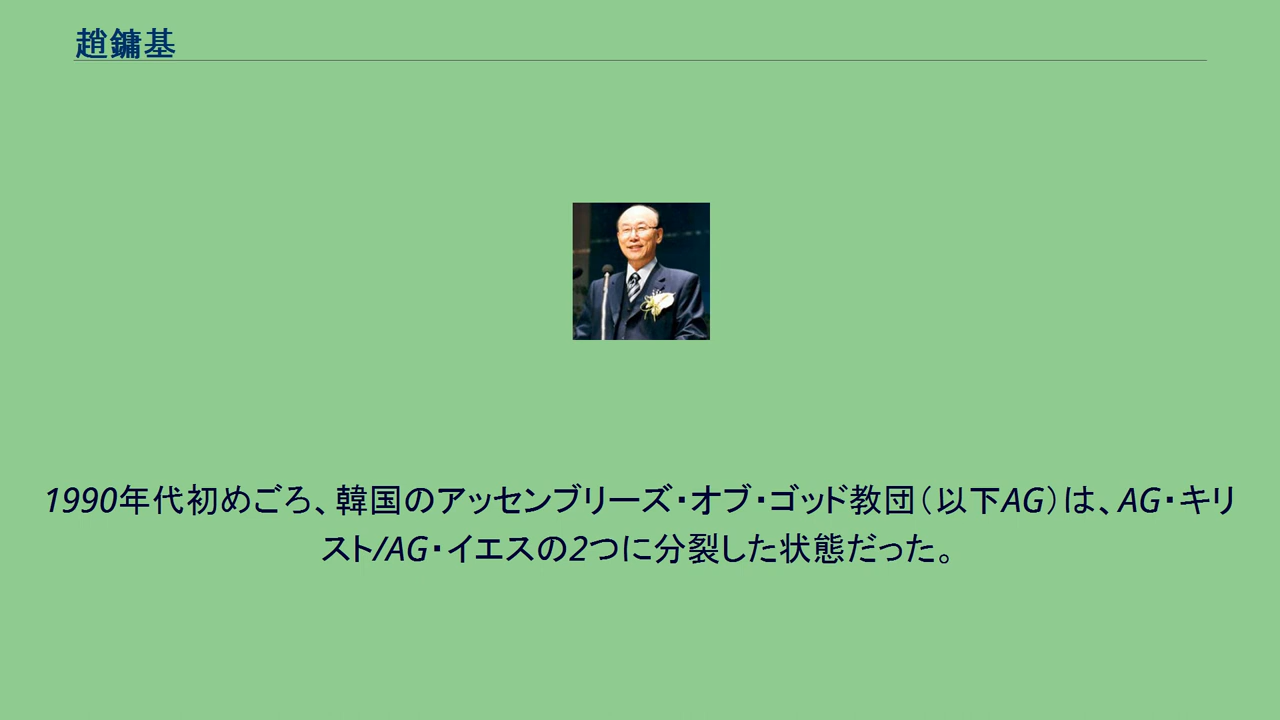 趙鏞基
1990年代初めごろ、韓国のアッセンブリーズ・オブ・ゴッド教団（以下AG）は、AG・キリ
スト/AG・イエスの2つに分裂した状態だった。